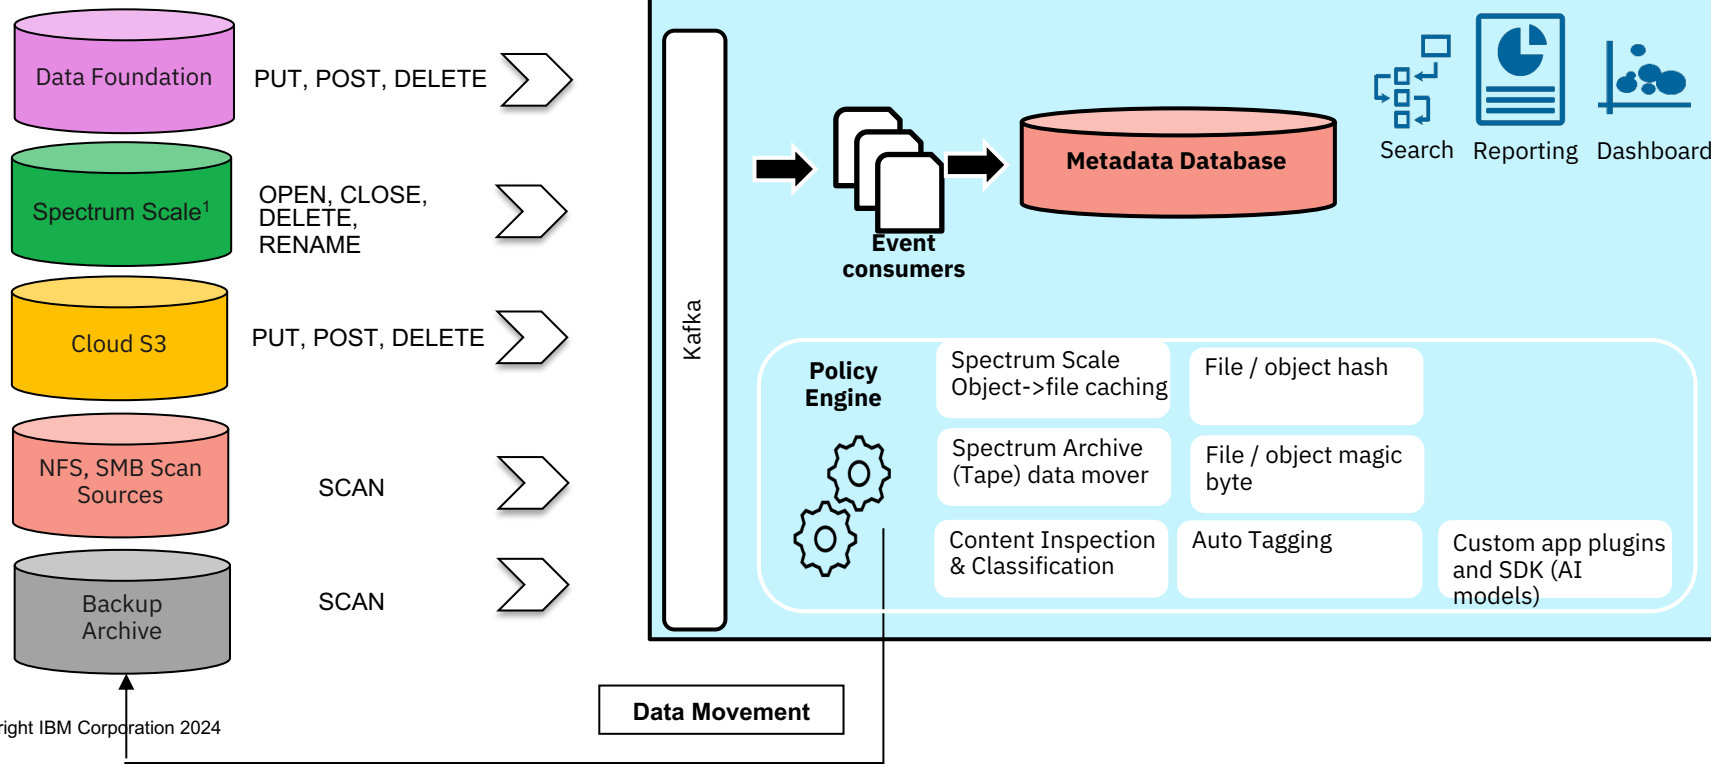 Data Foundation
PUT, POST, DELETE
Spectrum Scale¹
OPEN, CLOSE,
DELETE,
RENAME
Cloud S3
PUT, POST, DELETE
NFS, SMB Scan
Sources
SCAN
Backup
Archive
SCAN
Kafka
Event
consumers
Metadata Database
Search
Reporting
Dashboard
Policy
Engine
Spectrum Scale
Object->file caching
File / object hash
Spectrum Archive
(Tape) data mover
File / object magic
byte
Content Inspection
& Classification
Auto Tagging
Custom app plugins
and SDK (AI
models)
Data Movement
right IBM Corporation 2024